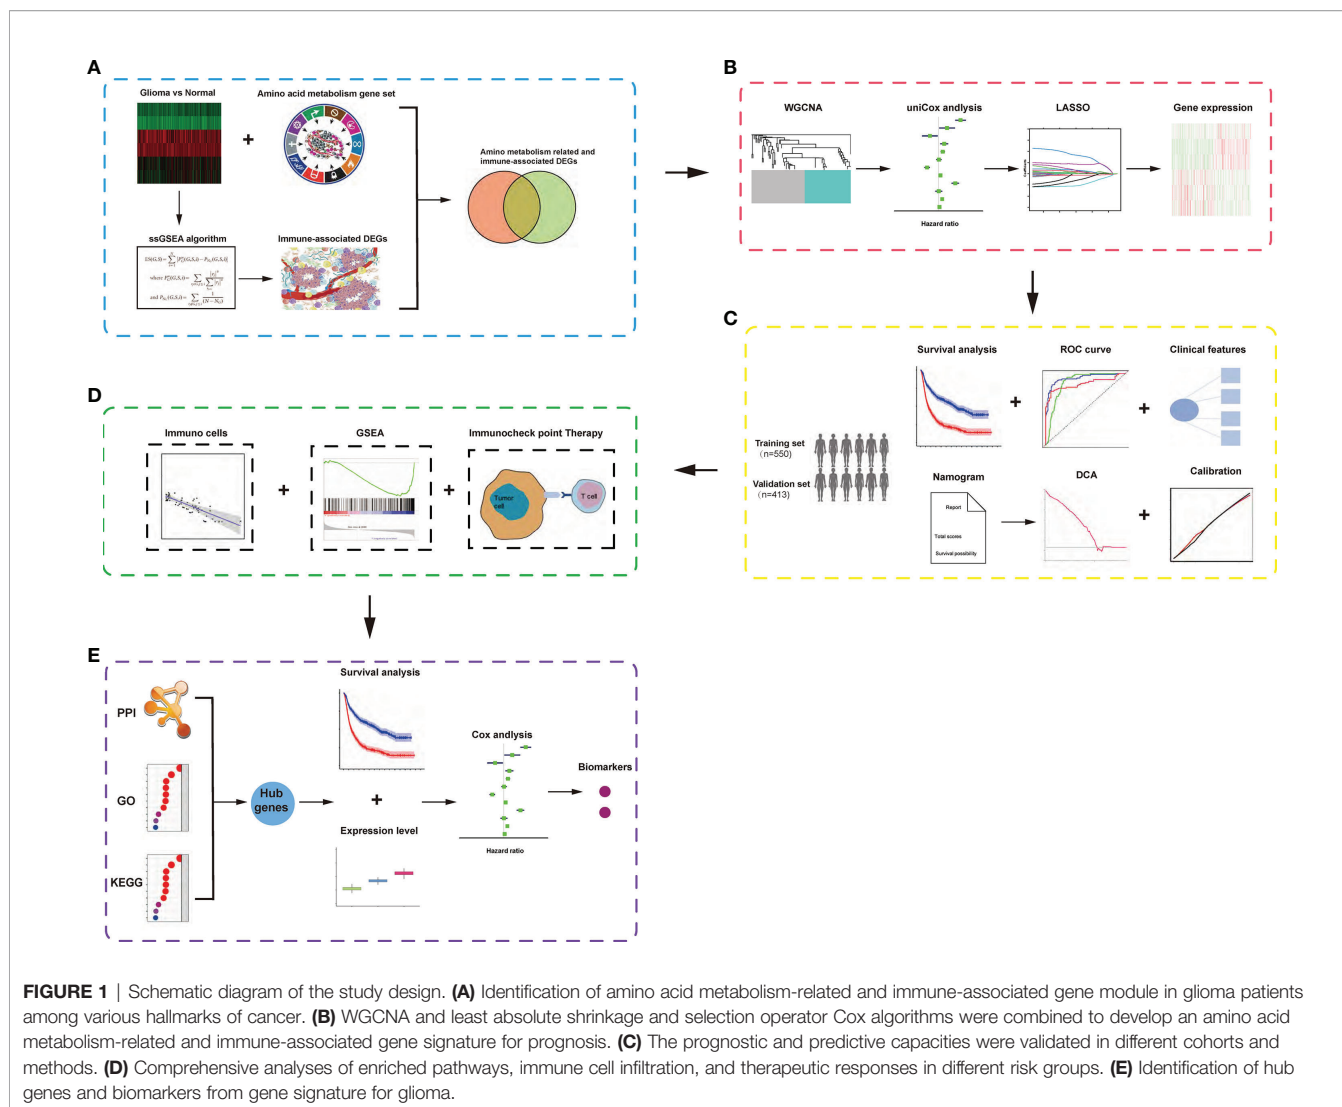 A
Glioma vs Normal
Amino acid metabolism gene set
+
Amino metabolism related and
immune-associated DEGs
ssGSEA algorithm
Immune-associated DEGs
B
WGCNA
uniCox andlysis
LASSO
Gene expression
Coefficients
Hazard ratio
C
Survival analysis
ROC curve
Clinical features
+
+
Training set
(n=550)
Validation set
(n=413)
Namogram
DCA
Calibration
Report
Total scores
Survival possibility
+
D
Immuno cells
GSEA
Immunocheck point Therapy
+
+
Tumor
cell
T cell
E
PPI
GO
KEGG
Hub
genes
Survival analysis
+
Expression level
Cox andlysis
Hazard ratio
Biomarkers
FIGURE 1 | Schematic diagram of the study design. (A) Identification of amino acid metabolism-related and immune-associated gene module in glioma patients
among various hallmarks of cancer. (B) WGCNA and least absolute shrinkage and selection operator Cox algorithms were combined to develop an amino acid
metabolism-related and immune-associated gene signature for prognosis. (C) The prognostic and predictive capacities were validated in different cohorts and
methods. (D) Comprehensive analyses of enriched pathways, immune cell infiltration, and therapeutic responses in different risk groups. (E) Identification of hub
genes and biomarkers from gene signature for glioma.